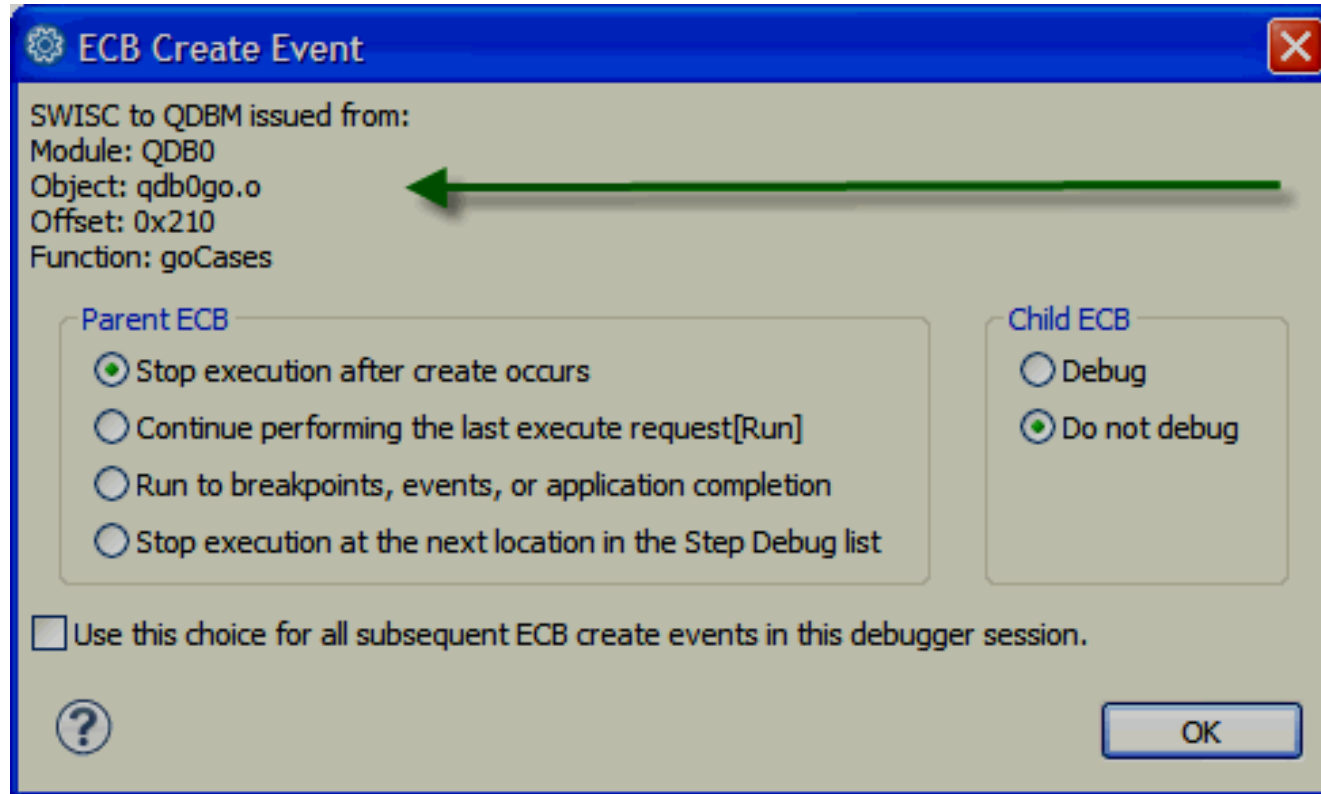 ECB Create Event
SWISC to QDBM issued from:
Module: QDB0
Object: qdb0go.o
Offset: 0x210
Function: goCases
Parent ECB
Stop execution after create occurs
Continue performing the last execute request[Run]
Run to breakpoints, events, or application completion
Stop execution at the next location in the Step Debug list
Child ECB
Debug
Do not debug
Use this choice for all subsequent ECB create events in this debugger session.
?
OK